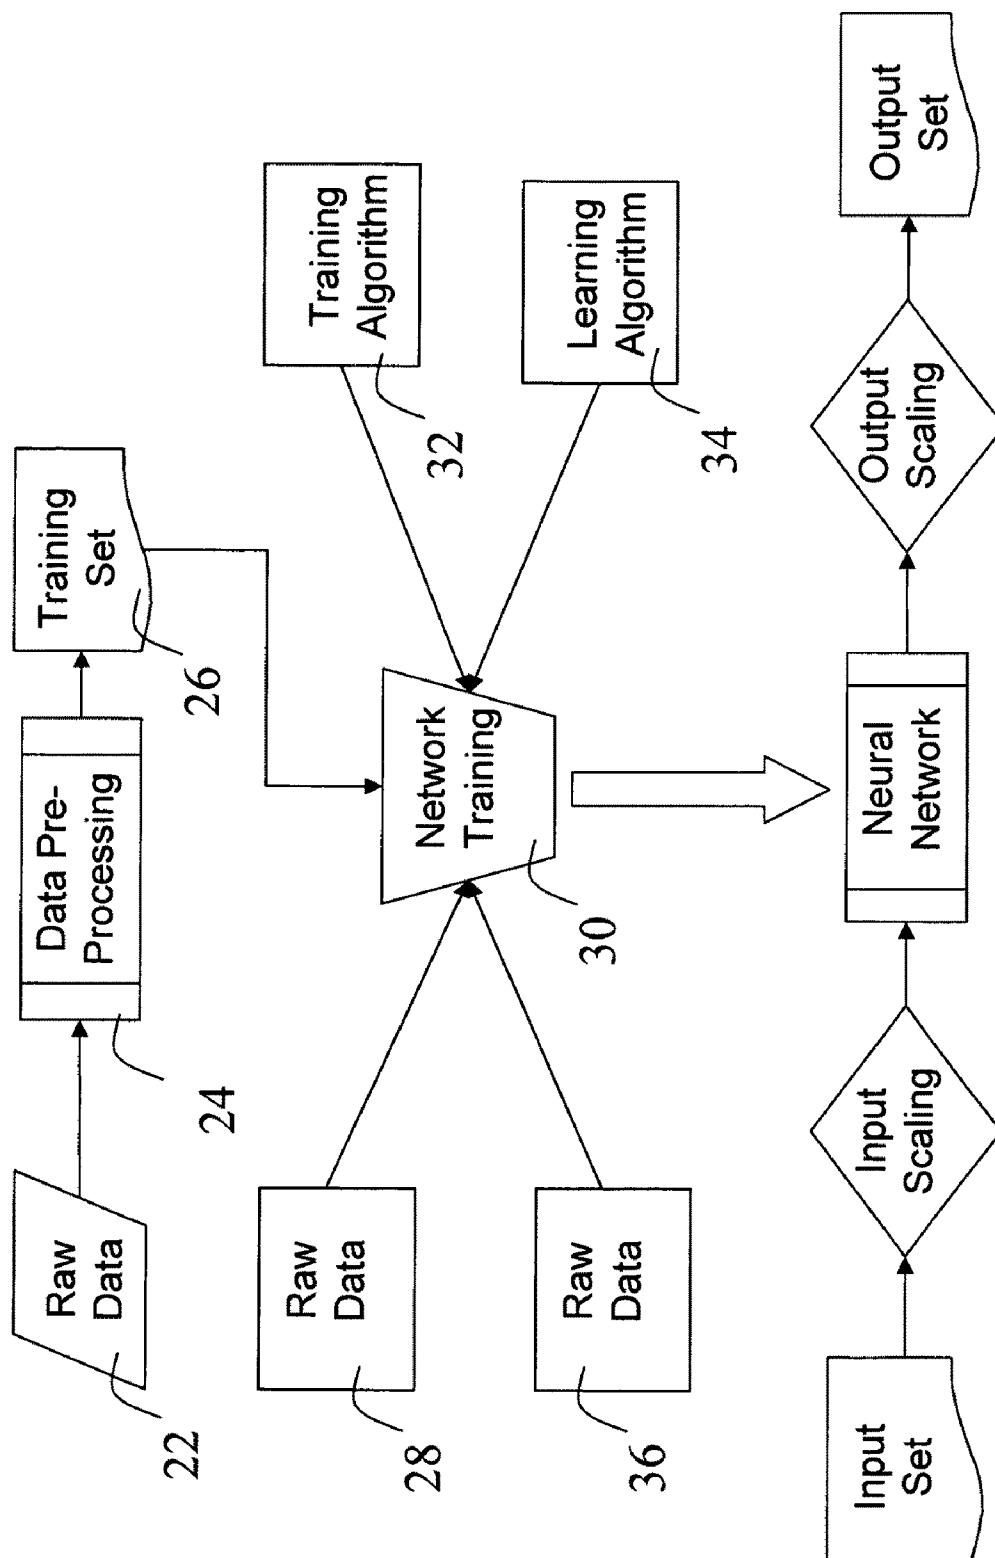 Raw
Data
22
Data Pre-
Processing
24
Training
Set
26
Raw
Data
28
Raw
Data
36
Network
Training
30
Training
Algorithm
32
Learning
Algorithm
34
Input
Set
Input
Scaling
Neural
Network
Output
Scaling
Output
Set